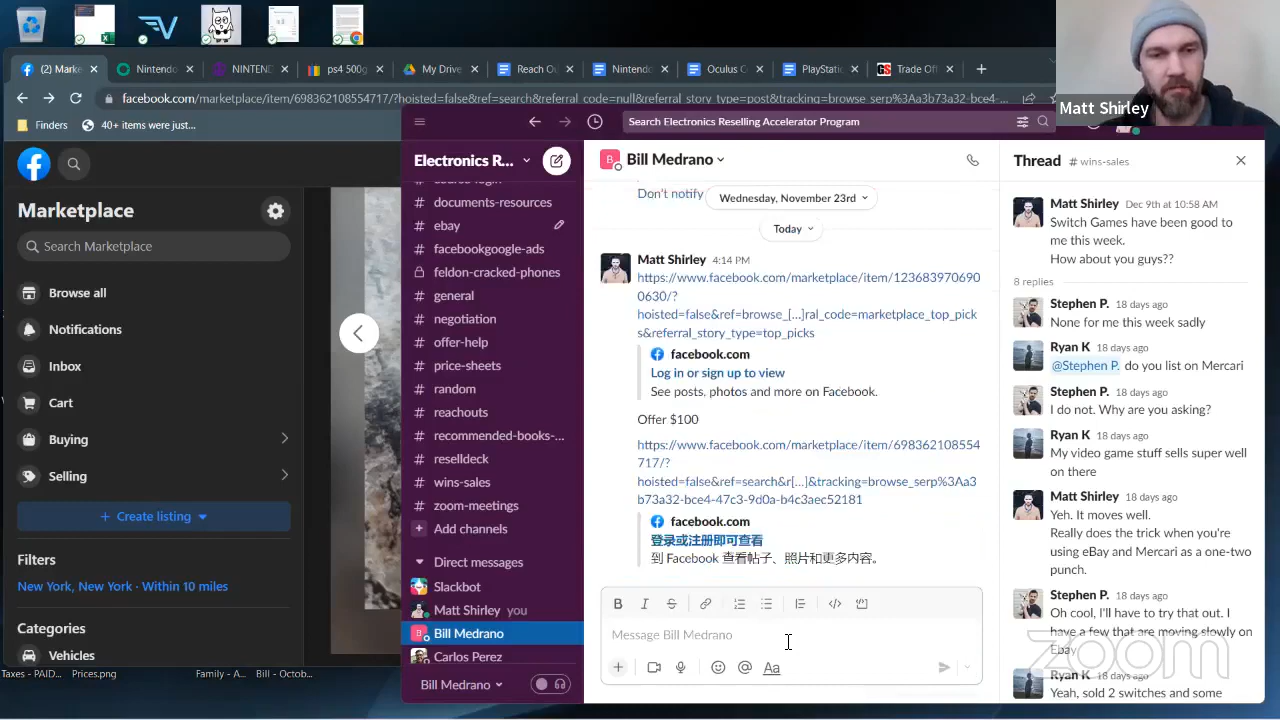 (2) Marke
Nintendo
NINTEND
ps4 500g
My Drive
Reach Ou
Nintendo
Oculus G
PlayStatic
GS Trade Of
Matt Shirley
facebook.com/marketplace/item/698362108554717/?hoisted=false&ref=search&referral_code=null&referral_story_type=post&tracking=browse_serp%3Aa3b73a32-bce4-...
Finders
40+ items were just...
Search Electronics Reselling Accelerator Program
Marketplace
Search Marketplace
Browse all
Notifications
Inbox
Cart
Buying
Selling
+ Create listing
Filters
New York, New York · Within 10 miles
Categories
Vehicles
Taxes - PAID...
Prices.png
Family - A...
Bill - Octob...
Electronics R...
# documents-resources
# ebay
# facebookgoogle-ads
feldon-cracked-phones
# general
# negotiation
# offer-help
# price-sheets
# random
# reachouts
# recommended-books-...
# reselldeck
# wins-sales
# zoom-meetings
+ Add channels
Direct messages
Slackbot
Matt Shirley you
B Bill Medrano
Carlos Perez
Bill Medrano
B Bill Medrano
Don't notify
Wednesday, November 23rd
Today
Matt Shirley 4:14 PM
https://www.facebook.com/marketplace/item/123683970690
0630/?
hoisted=false&ref=browse_[...]ral_code=marketplace_top_pick
s&referral_story_type=top_picks
facebook.com
Log in or sign up to view
See posts, photos and more on Facebook.
Offer $100
https://www.facebook.com/marketplace/item/698362108554
717/?
hoisted=false&ref=search&r[...]&tracking=browse_serp%3Aa3
b73a32-bce4-47c3-9d0a-b4c3aec52181
facebook.com
登录或注册即可查看
到 Facebook 查看帖子、照片和更多内容。
B I S
Message Bill Medrano
Aa
Thread # wins-sales
Matt Shirley Dec 9th at 10:58 AM
Switch Games have been good to
me this week.
How about you guys??
8 replies
Stephen P. 18 days ago
None for me this week sadly
Ryan K 18 days ago
@Stephen P. do you list on Mercari
Stephen P. 18 days ago
I do not. Why are you asking?
Ryan K 18 days ago
My video game stuff sells super well
on there
Matt Shirley 18 days ago
Yeh. It moves well.
Really does the trick when you're
using eBay and Mercari as a one-two
punch.
Stephen P. 18 days ago
Oh cool, I'll have to try that out. I
have a few that are moving slowly on
Ebay
Ryan K 18 days ago
Yeah, sold 2 switches and some
zoom